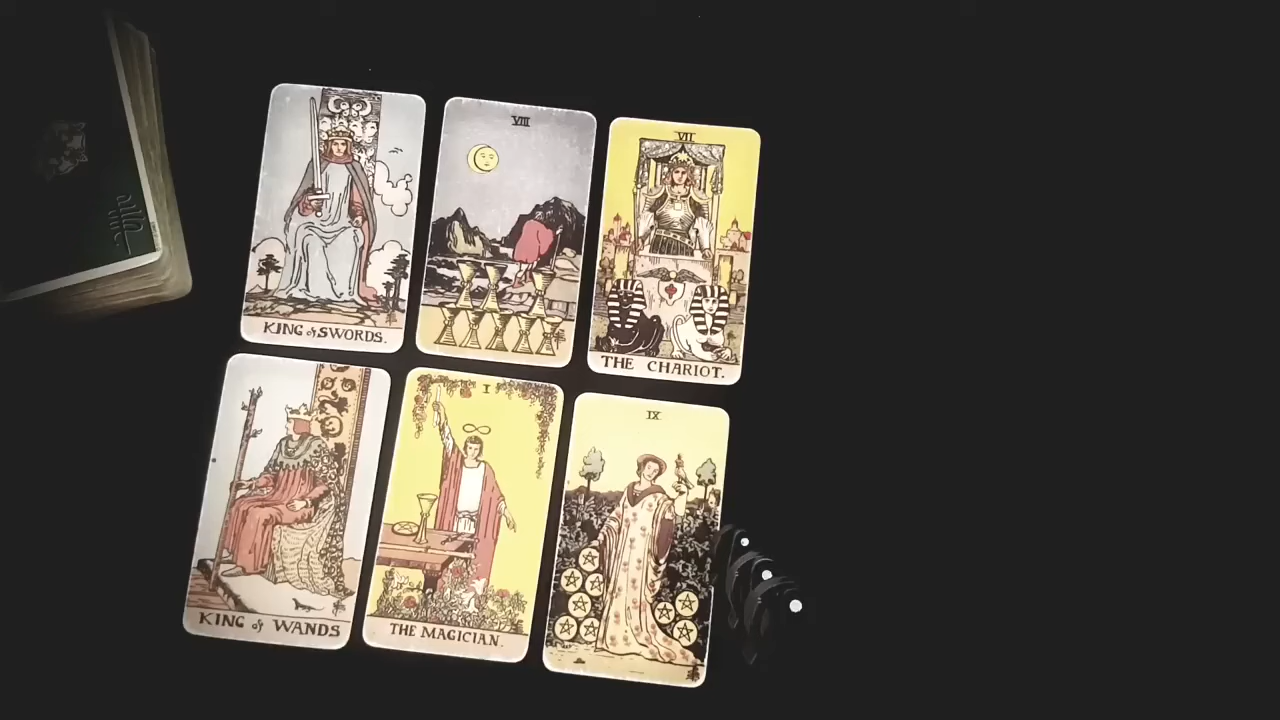 KING of SWORDS.
VIII
VII
THE CHARIOT.
KING of WANDS
I
THE MAGICIAN.
IX